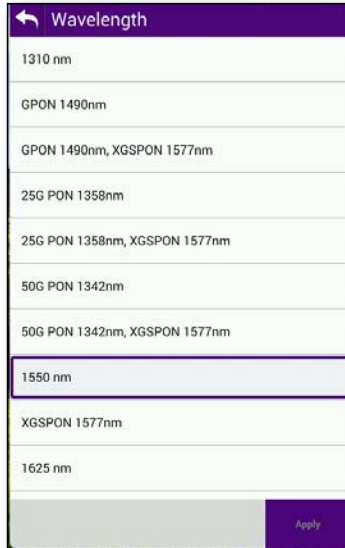 Wavelength
1310 nm
GPON 1490nm
GPON 1490nm, XGSPON 1577nm
25G PON 1358nm
25G PON 1358nm, XGSPON 1577nm
50G PON 1342nm
50G PON 1342nm, XGSPON 1577nm
1550 nm
XGSPON 1577nm
1625 nm
Apply